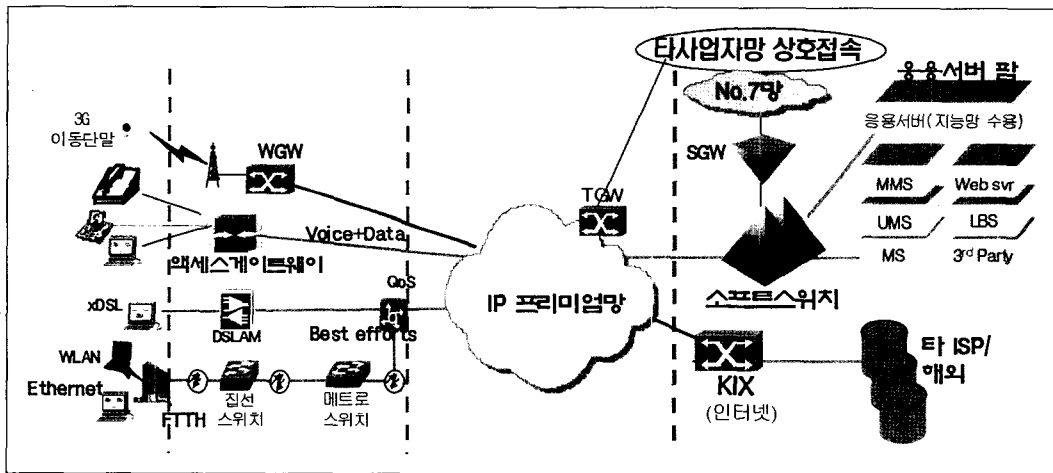 타사업자망 상호접속
No.7망
응용서버 팜
응용서버(지능망 수용)
3G
이동단말
WGW
SGW
MMS
Web svr
TGW
UMS
LBS
MS
3rd Party
Voice+Data
액세스게이트웨이
소프트스위치
QoS
IP 프리미엄망
xDSL
DSLAM
Best efforts
WLAN
Ethernet
FTTH
집선
스위치
메트로
스위치
KIX
(인터넷)
타 ISP/
해외